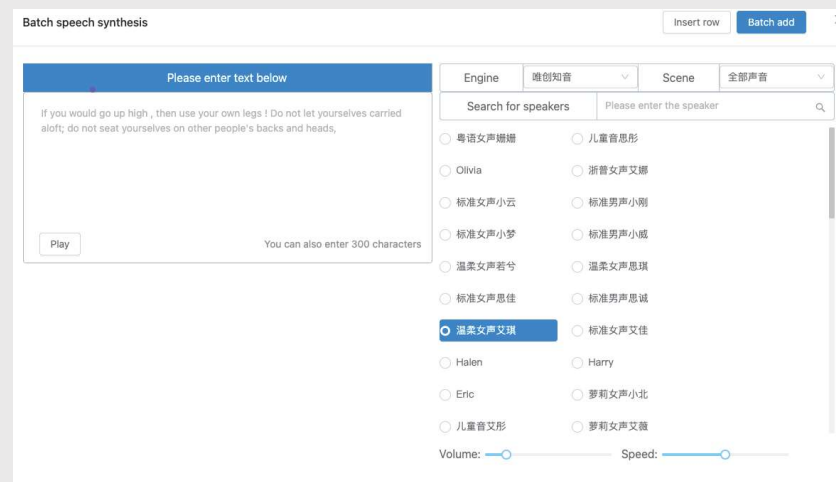 Batch speech synthesis
Insert row
Batch add
Please enter text below
If you would go up high , then use your own legs ! Do not let yourselves carried
aloft; do not seat yourselves on other people's backs and heads,
Play
You can also enter 300 characters
Engine
唯创知音
Scene
全部声音
Search for speakers
Please enter the speaker
粤语女声姗姗
儿童音思彤
Olivia
浙普女声艾娜
标准女声小云
标准男声小刚
标准女声小梦
标准男声小威
温柔女声若兮
温柔女声思琪
标准女声思佳
标准男声思诚
温柔女声艾琪
标准女声艾佳
Halen
Harry
Eric
萝莉女声小北
儿童音艾彤
萝莉女声艾薇
Volume:
Speed: